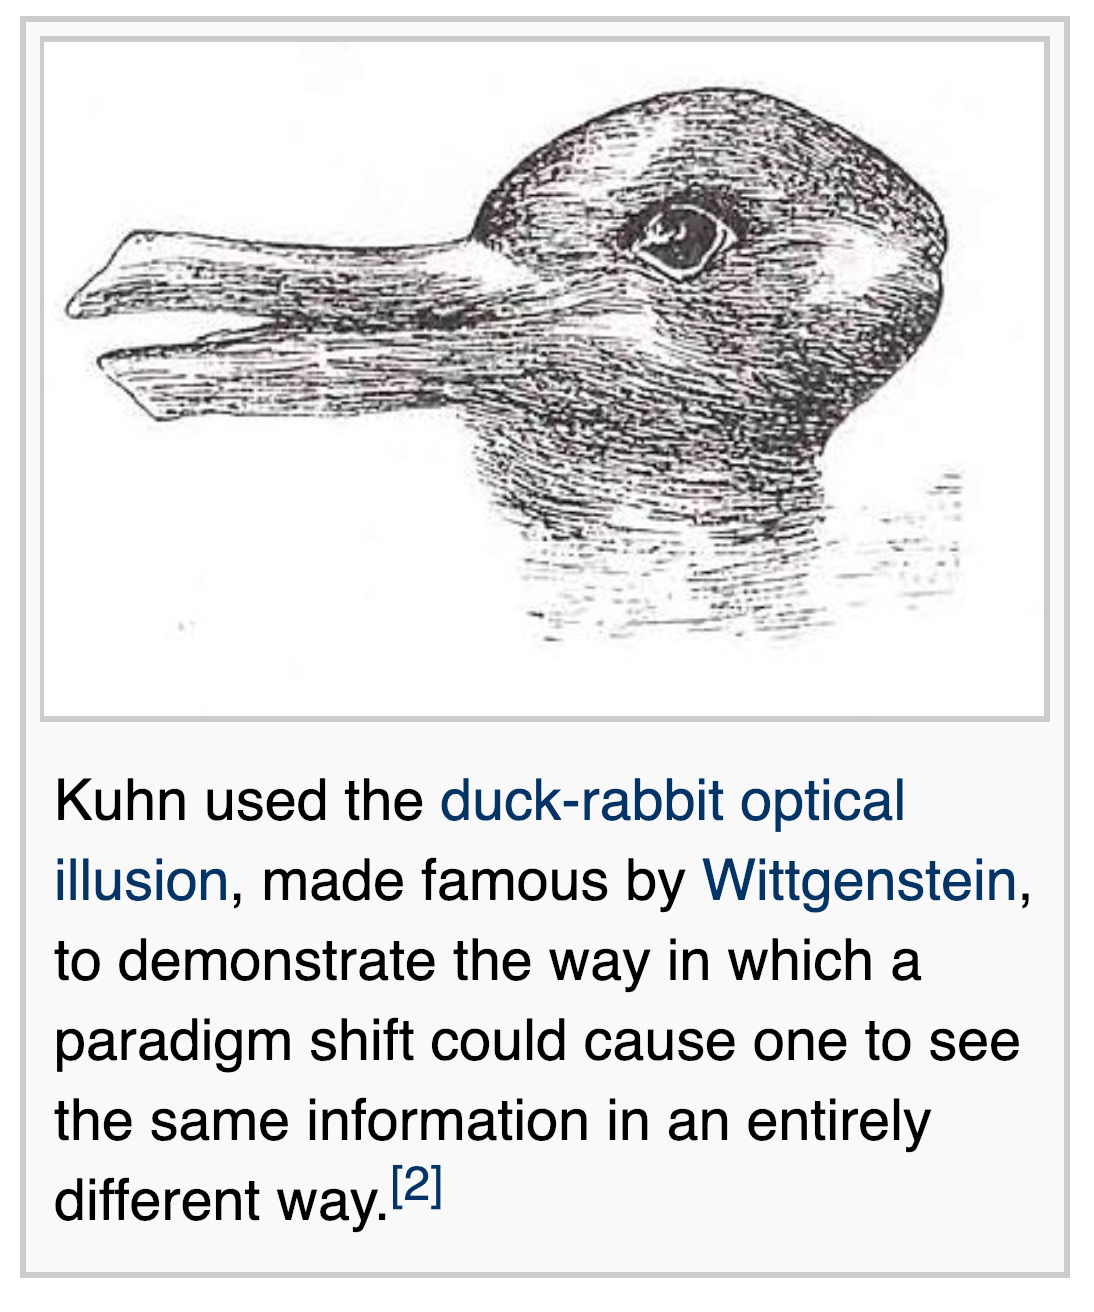 Kuhn used the duck-rabbit optical
illusion, made famous by Wittgenstein,
to demonstrate the way in which a
paradigm shift could cause one to see
the same information in an entirely
different way.[2]